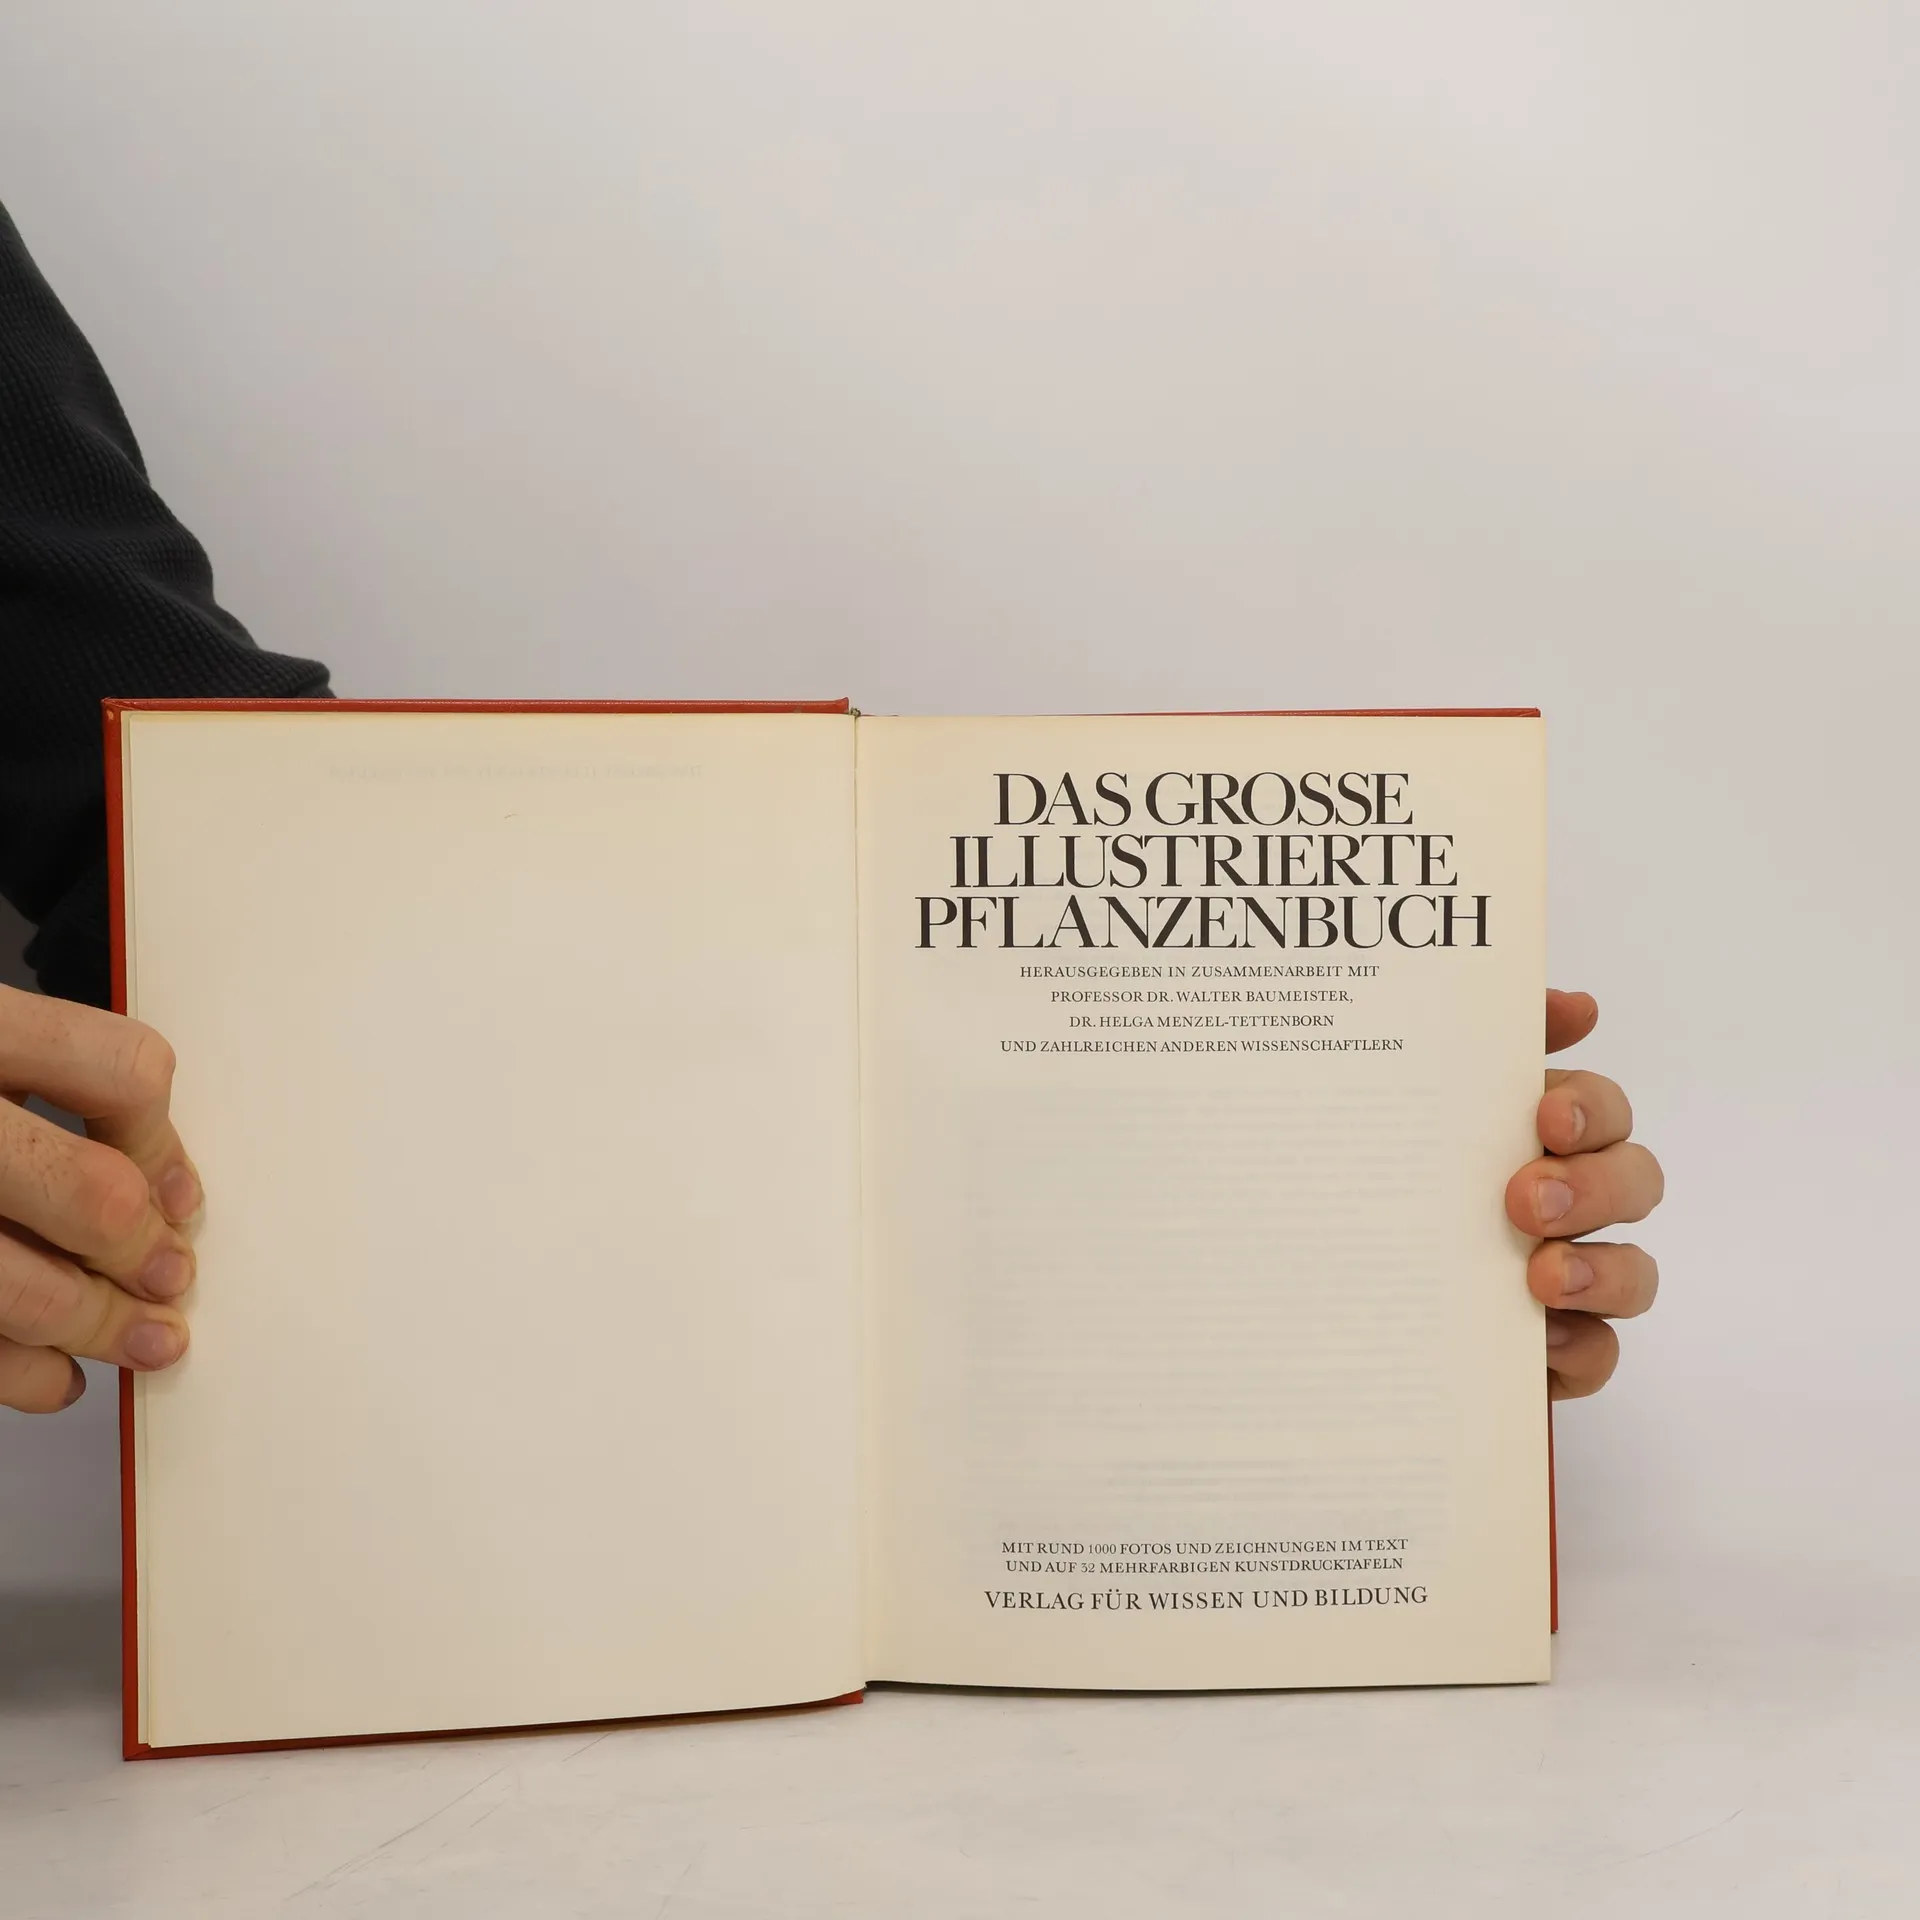 DAS GROSSE
ILLUSTRIERTE
PFLANZENBUCH
HERAUSGEGEBEN IN ZUSAMMENARBEIT MIT
PROFESSOR DR. WALTER BAUMEISTER,
DR. HELGA MENZEL-TETTENBORN
UND ZAHLREICHEN ANDEREN WISSENSCHAFTLERN
MIT RUND 1000 FOTOS UND ZEICHNUNGEN IM TEXT
UND AUF 32 MEHRFARBIGEN KUNSTDRUCKTAFELN
VERLAG FÜR WISSEN UND BILDUNG